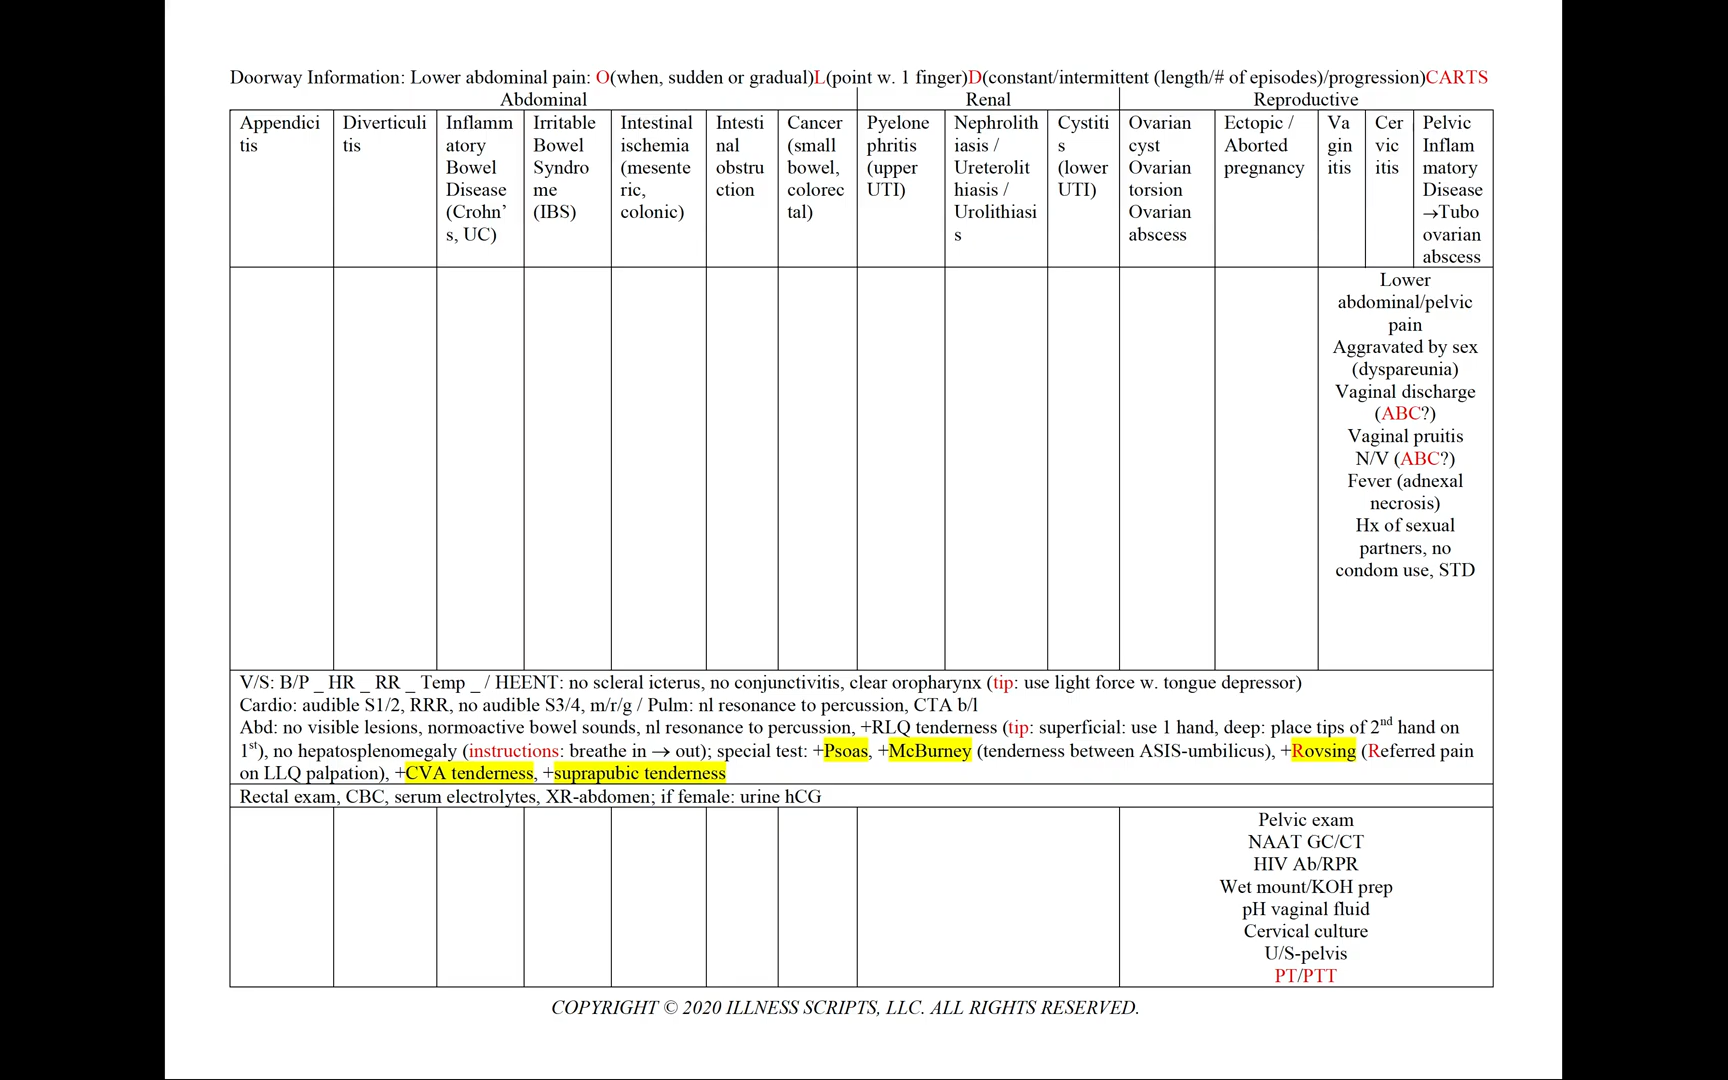 Doorway Information: Lower abdominal pain: O(when, sudden or gradual)L(point w. 1 finger)D(constant/intermittent (length/# of episodes)/progression)CARTS
Abdominal
Renal
Reproductive
Appendici
tis
Diverticuli
tis
Inflamm
atory
Bowel
Disease
(Crohn’
s, UC)
Irritable
Bowel
Syndro
me
(IBS)
Intestinal
ischemia
(mesente
ric,
colonic)
Intesti
nal
obstru
ction
Cancer
(small
bowel,
colorec
tal)
Pyelone
phritis
(upper
UTI)
Nephrolith
iasis /
Ureterolit
hiasis /
Urolithiasi
s
Cystiti
s
(lower
UTI)
Ovarian
cyst
Ovarian
torsion
Ovarian
abscess
Ectopic /
Aborted
pregnancy
Va
gin
itis
Cer
vic
itis
Pelvic
Inflam
matory
Disease
→Tubo
ovarian
abscess
Lower
abdominal/pelvic
pain
Aggravated by sex
(dyspareunia)
Vaginal discharge
(ABC?)
Vaginal pruitis
N/V (ABC?)
Fever (adnexal
necrosis)
Hx of sexual
partners, no
condom use, STD
V/S: B/P _ HR _ RR _ Temp _ / HEENT: no scleral icterus, no conjunctivitis, clear oropharynx (tip: use light force w. tongue depressor)
Cardio: audible S1/2, RRR, no audible S3/4, m/r/g / Pulm: nl resonance to percussion, CTA b/l
Abd: no visible lesions, normoactive bowel sounds, nl resonance to percussion, +RLQ tenderness (tip: superficial: use 1 hand, deep: place tips of 2nd hand on
1st), no hepatosplenomegaly (instructions: breathe in → out); special test: +Psoas, +McBurney (tenderness between ASIS-umbilicus), +Rovsing (Referred pain
on LLQ palpation), +CVA tenderness, +suprapubic tenderness
Rectal exam, CBC, serum electrolytes, XR-abdomen; if female: urine hCG
Pelvic exam
NAAT GC/CT
HIV Ab/RPR
Wet mount/KOH prep
pH vaginal fluid
Cervical culture
U/S-pelvis
PT/PTT
COPYRIGHT © 2020 ILLNESS SCRIPTS, LLC. ALL RIGHTS RESERVED.